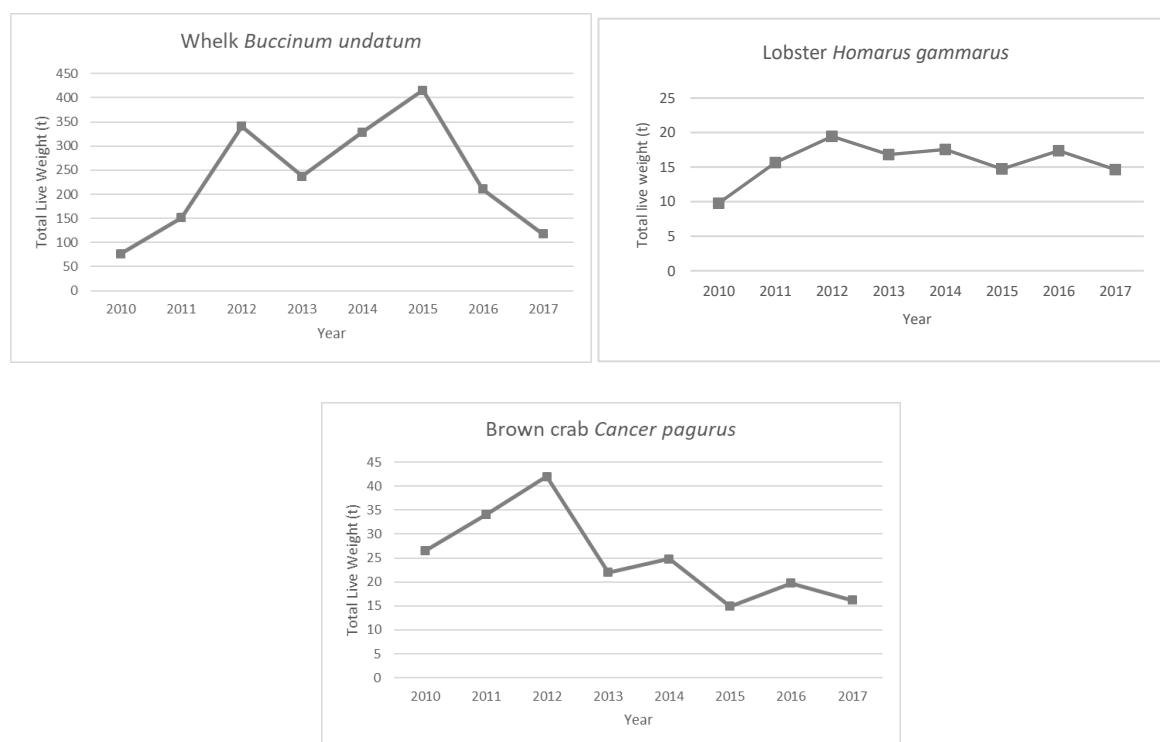 Whelk Buccinum undatum
Total Live Weight (t)
450
400
350
300
250
200
150
100
50
0
2010 2011 2012 2013 2014 2015 2016 2017
Year
Lobster Homarus gammarus
Total live weight (t)
25
20
15
10
5
0
2010 2011 2012 2013 2014 2015 2016 2017
Year
Brown crab Cancer pagurus
Total Live Weight (t)
45
40
35
30
25
20
15
10
5
0
2010 2011 2012 2013 2014 2015 2016 2017
Year